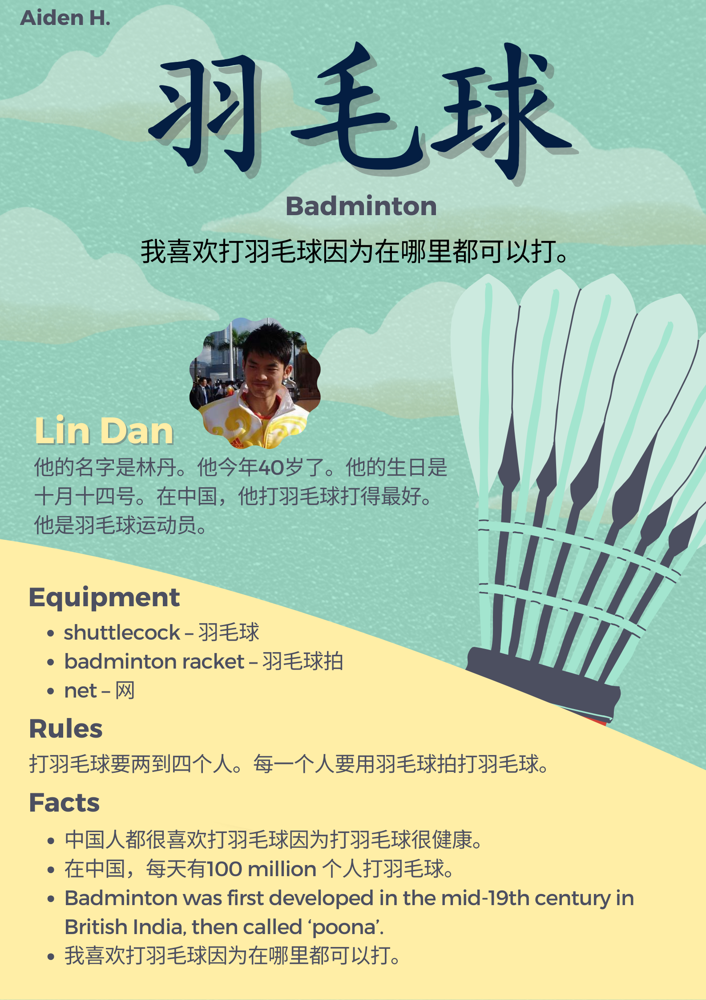 Aiden H.
羽毛球
Badminton
我喜欢打羽毛球因为在哪里都可以打。
adidas
Lin Dan
他的名字是林丹。他今年40岁了。他的生日是
十月十四号。在中国，他打羽毛球打得最好。
他是羽毛球运动员。
Equipment
• shuttlecock – 羽毛球
• badminton racket – 羽毛球拍
• net – 网
Rules
打羽毛球要两到四个人。每一个人要用羽毛球拍打羽毛球。
Facts
• 中国人都很喜欢打羽毛球因为打羽毛球很健康。
• 在中国，每天有100 million 个人打羽毛球。
• Badminton was first developed in the mid-19th century in
British India, then called ‘poona’.
• 我喜欢打羽毛球因为在哪里都可以打。